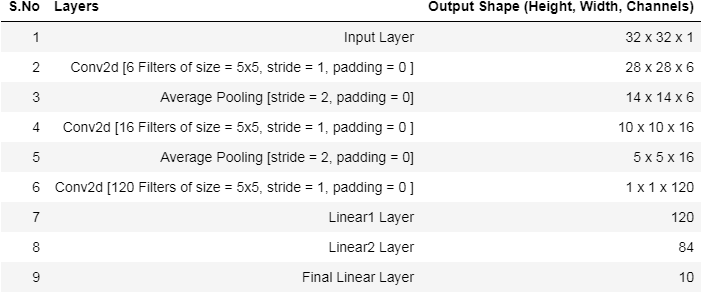 S.No Layers Output Shape (Height, Width, Channels)
1 Input Layer 32 x 32 x 1
2 Conv2d [6 Filters of size = 5x5, stride = 1, padding = 0 ] 28 x 28 x 6
3 Average Pooling [stride = 2, padding = 0] 14 x 14 x 6
4 Conv2d [16 Filters of size = 5x5, stride = 1, padding = 0 ] 10 x 10 x 16
5 Average Pooling [stride = 2, padding = 0] 5 x 5 x 16
6 Conv2d [120 Filters of size = 5x5, stride = 1, padding = 0 ] 1 x 1 x 120
7 Linear1 Layer 120
8 Linear2 Layer 84
9 Final Linear Layer 10